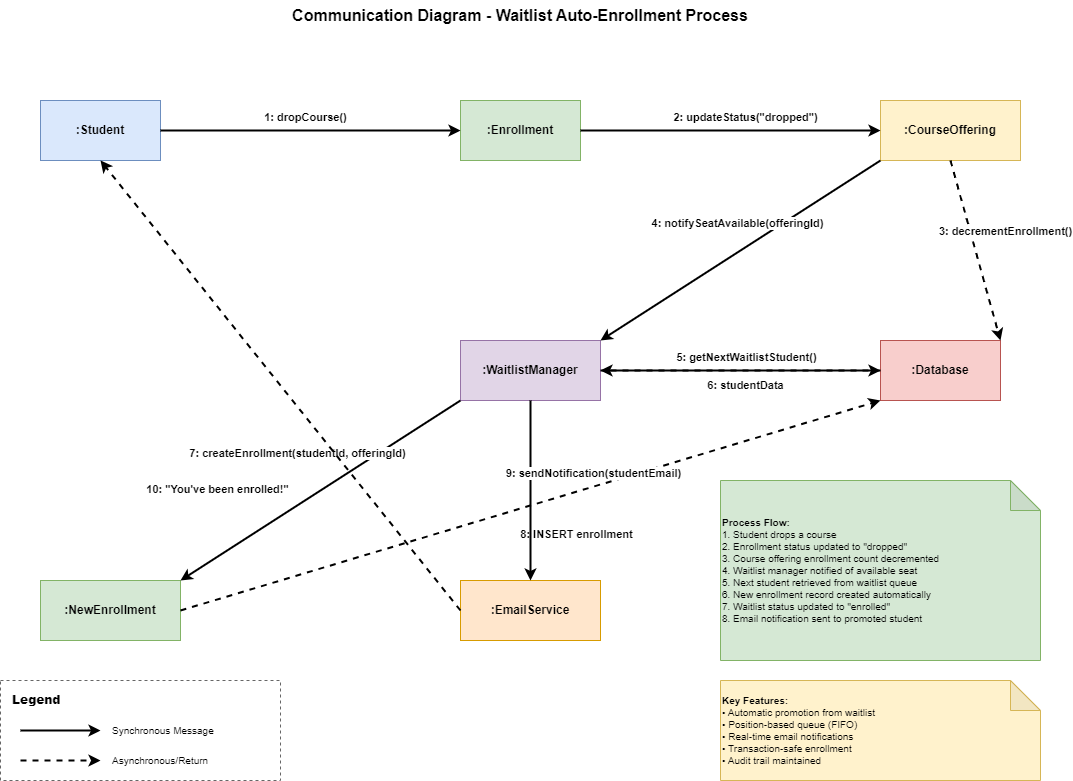 Communication Diagram - Waitlist Auto-Enrollment Process
:Student
1: dropCourse()
:Enrollment
2: updateStatus("dropped")
:CourseOffering
4: notifySeatAvailable(offeringId)
3: decrementEnrollment()
:WaitlistManager
5: getNextWaitlistStudent()
6: studentData
:Database
7: createEnrollment(studentId, offeringId)
10: "You've been enrolled!"
9: sendNotification(studentEmail)
8: INSERT enrollment
:NewEnrollment
:EmailService
Process Flow:
1. Student drops a course
2. Enrollment status updated to "dropped"
3. Course offering enrollment count decremented
4. Waitlist manager notified of available seat
5. Next student retrieved from waitlist queue
6. New enrollment record created automatically
7. Waitlist status updated to "enrolled"
8. Email notification sent to promoted student
Legend
Synchronous Message
Asynchronous/Return
Key Features:
• Automatic promotion from waitlist
• Position-based queue (FIFO)
• Real-time email notifications
• Transaction-safe enrollment
• Audit trail maintained